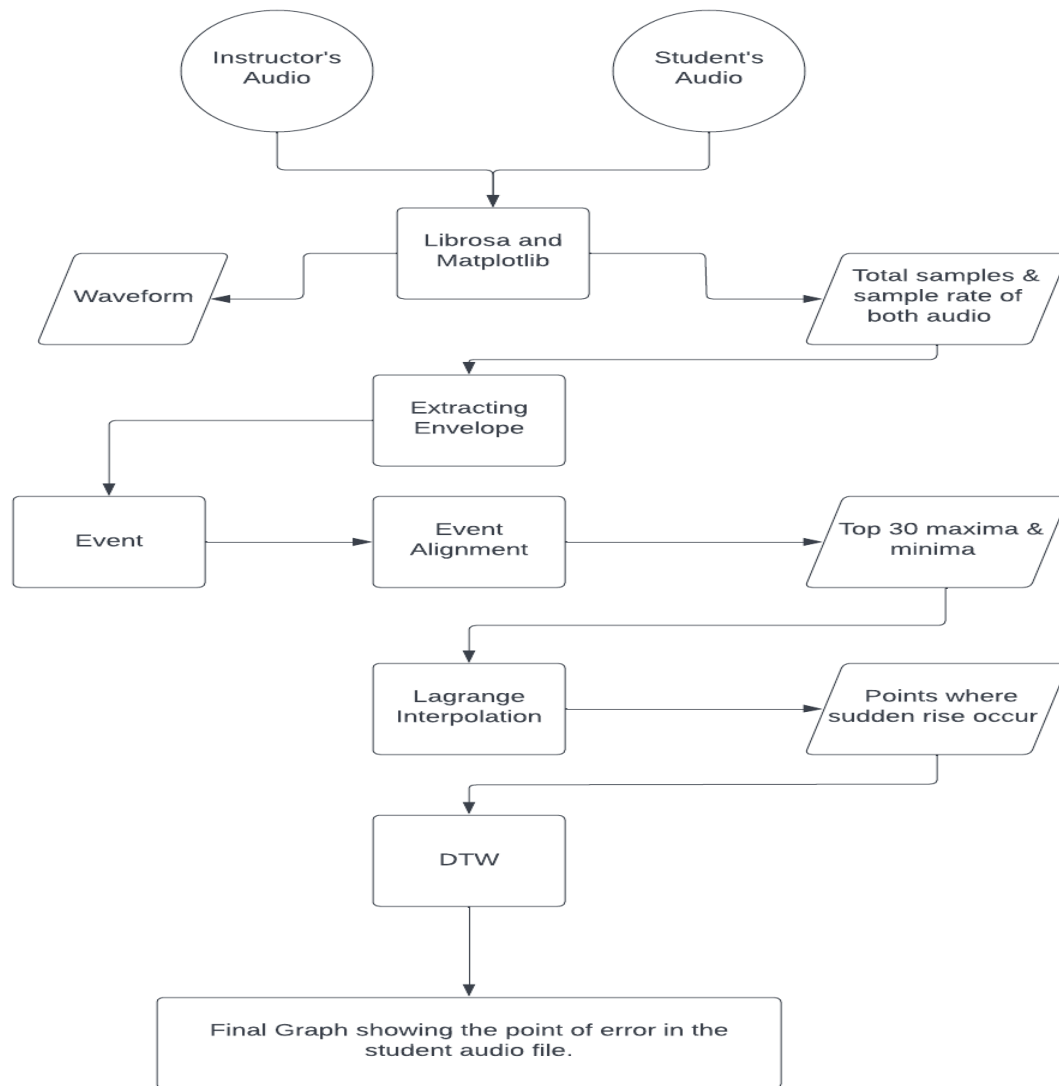 Instructor's
Audio
Student's
Audio
Librosa and
Matplotlib
Waveform
Total samples &
sample rate of
both audio
Extracting
Envelope
Event
Event
Alignment
Top 30 maxima &
minima
Lagrange
Interpolation
Points where
sudden rise occur
DTW
Final Graph showing the point of error in the
student audio file.